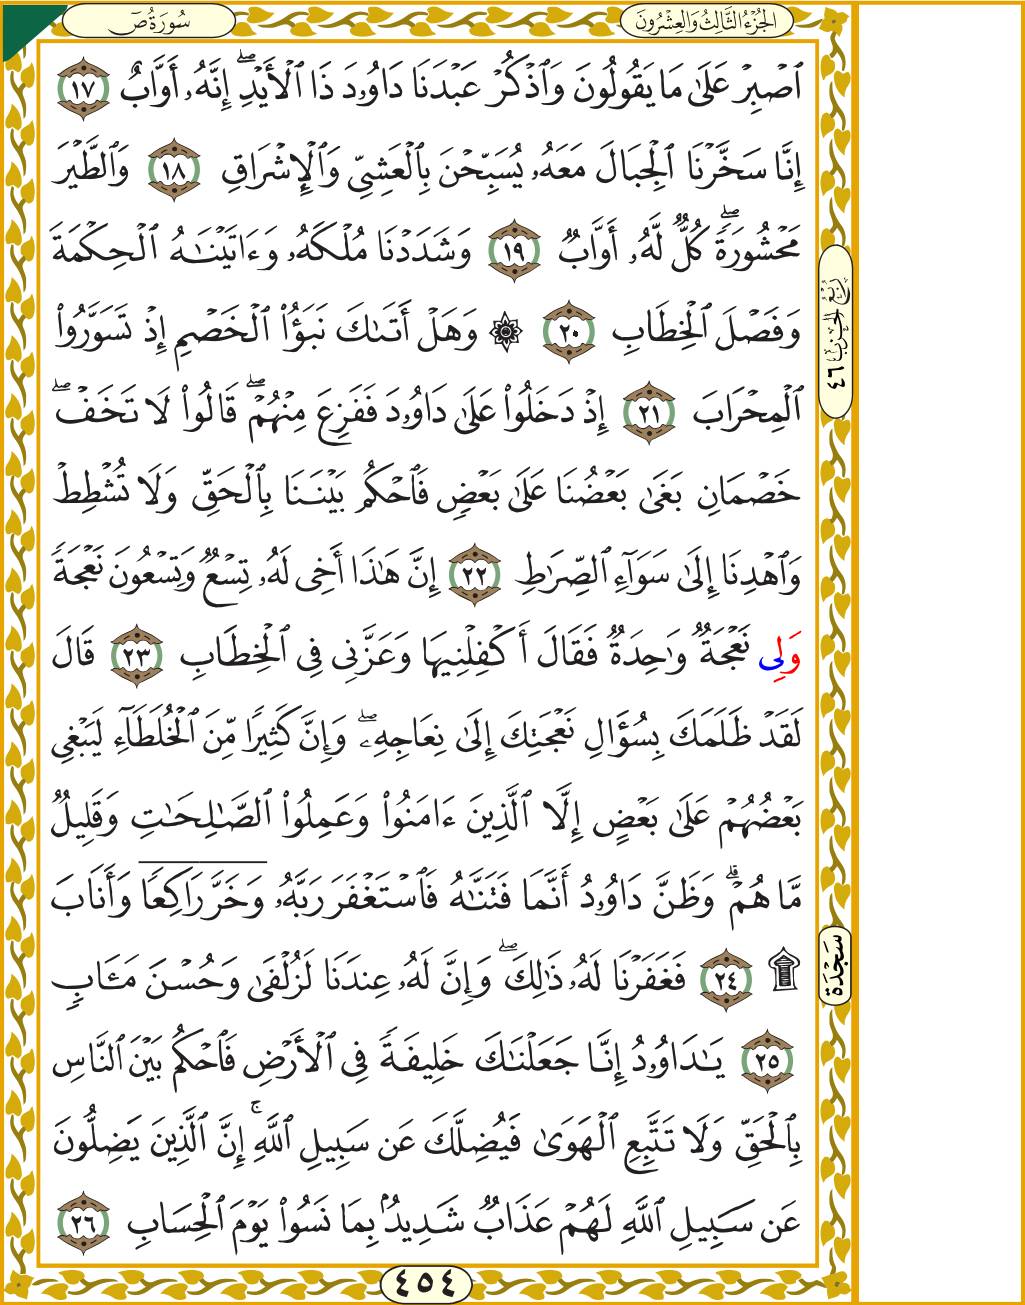 سُورَةُ صٓ
الجُزْءُ الثَّالِثُ وَالعِشْرُونَ
ٱصْبِرْ عَلَىٰ مَا يَقُولُونَ وَٱذْكُرْ عَبْدَنَا دَاوُۥدَ ذَا ٱلْأَيْدِۖ إِنَّهُۥٓ أَوَّابٌ ١٧
إِنَّا سَخَّرْنَا ٱلْجِبَالَ مَعَهُۥ يُسَبِّحْنَ بِٱلْعَشِىِّ وَٱلْإِشْرَاقِ ١٨ وَٱلطَّيْرَ
مَحْشُورَةًۖ كُلٌّ لَّهُۥٓ أَوَّابٌ ١٩ وَشَدَدْنَا مُلْكَهُۥ وَءَاتَيْنَـٰهُ ٱلْحِكْمَةَ
وَفَصْلَ ٱلْخِطَابِ ٢٠ ۞ وَهَلْ أَتَىٰكَ نَبَؤُا۟ ٱلْخَصْمِ إِذْ تَسَوَّرُوا۟
ٱلْمِحْرَابَ ٢١ إِذْ دَخَلُوا۟ عَلَىٰ دَاوُۥدَ فَفَزِعَ مِنْهُمْۖ قَالُوا۟ لَا تَخَفْۖ
خَصْمَانِ بَغَىٰ بَعْضُنَا عَلَىٰ بَعْضٍ فَٱحْكُم بَيْنَنَا بِٱلْحَقِّ وَلَا تُشْطِطْ
وَٱهْدِنَآ إِلَىٰ سَوَآءِ ٱلصِّرَٰطِ ٢٢ إِنَّ هَـٰذَآ أَخِى لَهُۥ تِسْعٌ وَتِسْعُونَ نَعْجَةً
وَلِىَ نَعْجَةٌ وَٰحِدَةٌ فَقَالَ أَكْفِلْنِيهَا وَعَزَّنِى فِى ٱلْخِطَابِ ٢٣ قَالَ
لَقَدْ ظَلَمَكَ بِسُؤَالِ نَعْجَتِكَ إِلَىٰ نِعَاجِهِۦۖ وَإِنَّ كَثِيرًا مِّنَ ٱلْخُلَطَآءِ لَيَبْغِى
بَعْضُهُمْ عَلَىٰ بَعْضٍ إِلَّا ٱلَّذِينَ ءَامَنُوا۟ وَعَمِلُوا۟ ٱلصَّـٰلِحَـٰتِ وَقَلِيلٌ
مَّا هُمْۗ وَظَنَّ دَاوُۥدُ أَنَّمَا فَتَنَّـٰهُ فَٱسْتَغْفَرَ رَبَّهُۥ وَخَرَّ رَاكِعًا وَأَنَابَ
۩ ٢٤ فَغَفَرْنَا لَهُۥ ذَٰلِكَۖ وَإِنَّ لَهُۥ عِندَنَا لَزُلْفَىٰ وَحُسْنَ مَـَٔابٍ
٢٥ يَـٰدَاوُۥدُ إِنَّا جَعَلْنَـٰكَ خَلِيفَةً فِى ٱلْأَرْضِ فَٱحْكُم بَيْنَ ٱلنَّاسِ
بِٱلْحَقِّ وَلَا تَتَّبِعِ ٱلْهَوَىٰ فَيُضِلَّكَ عَن سَبِيلِ ٱللَّهِۚ إِنَّ ٱلَّذِينَ يَضِلُّونَ
عَن سَبِيلِ ٱللَّهِ لَهُمْ عَذَابٌ شَدِيدٌۢ بِمَا نَسُوا۟ يَوْمَ ٱلْحِسَابِ ٢٦
رُبْعُ الحِزْبِ ٤٦
سَجْدَة
٤٥٤